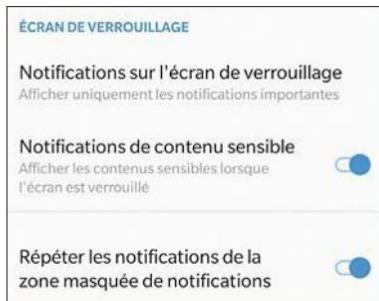 ÉCRAN DE VERROUILLAGE
Notifications sur l'écran de verrouillage
Afficher uniquement les notifications importantes
Notifications de contenu sensible
Afficher les contenus sensibles lorsque
l'écran est verrouillé
Répéter les notifications de la
zone masquée de notifications